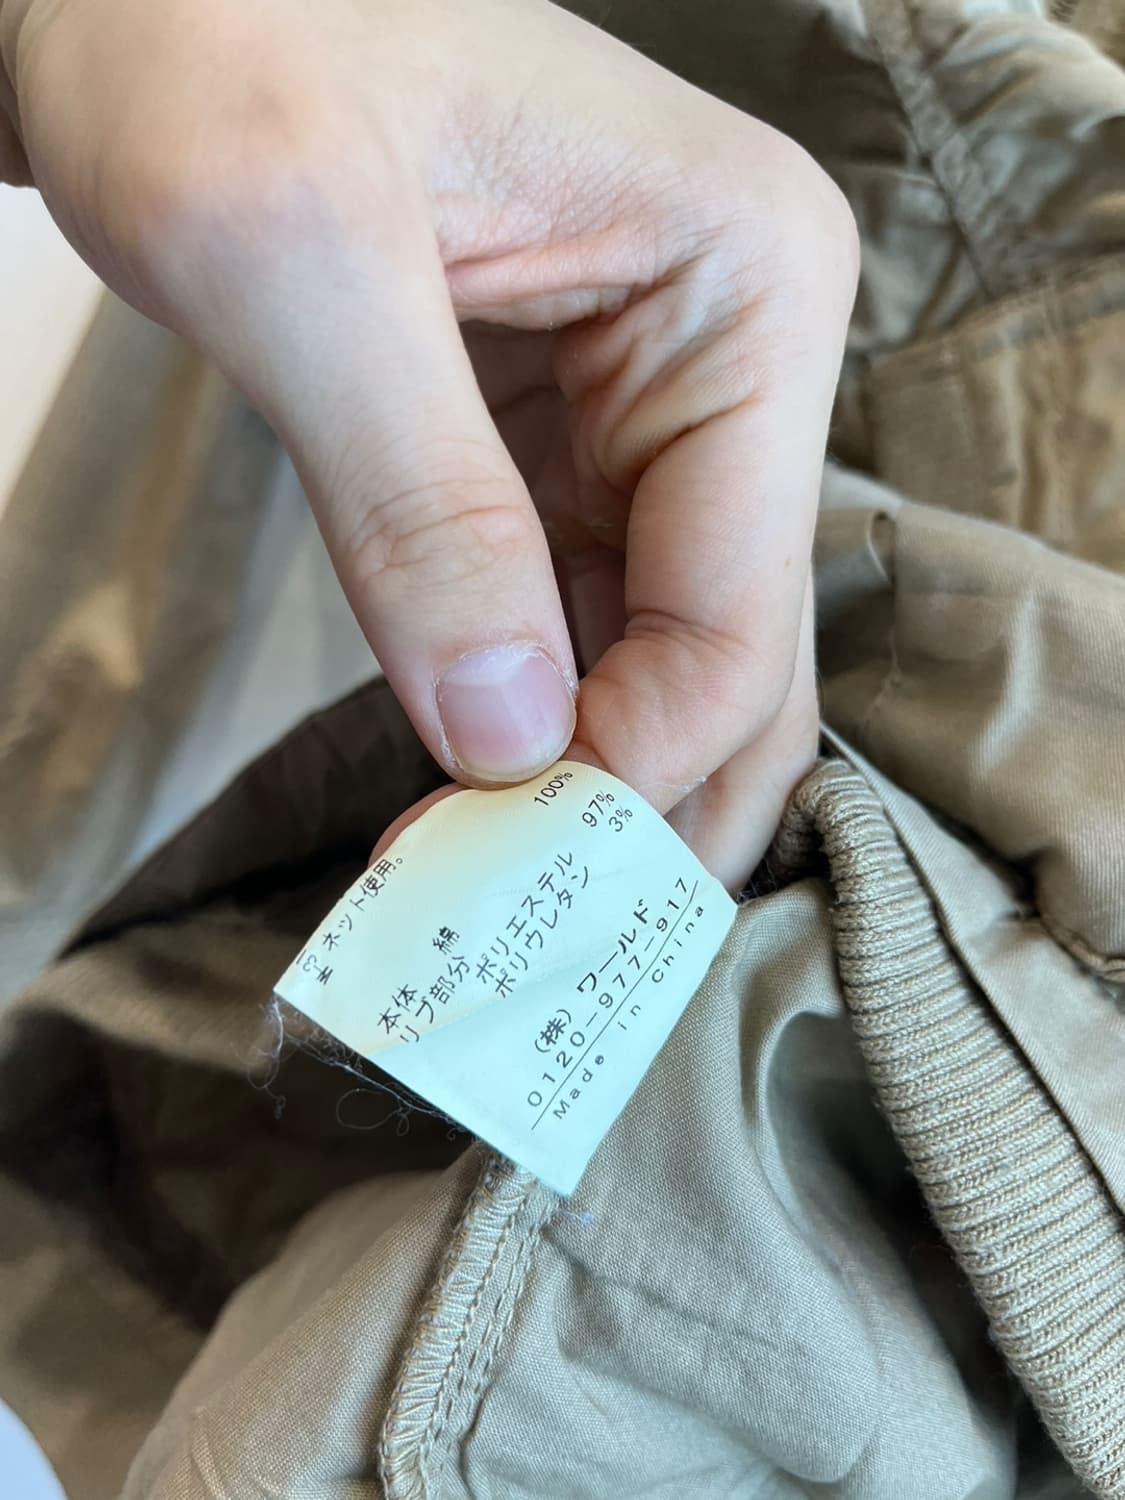 ネット使用。
本体
綿 100%
リブ部分
ポリエステル 97%
ポリウレタン 3%
(株) ワールド
0120-977-917
Made in China